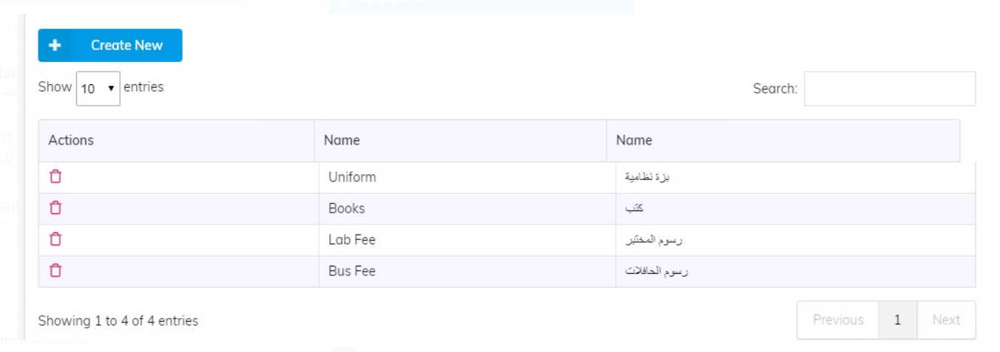 Create New
Show 10 entries
Search:
Actions Name Name
Uniform بزة نظامية
Books كتب
Lab Fee رسوم المختبر
Bus Fee رسوم الحافلات
Showing 1 to 4 of 4 entries
Previous 1 Next